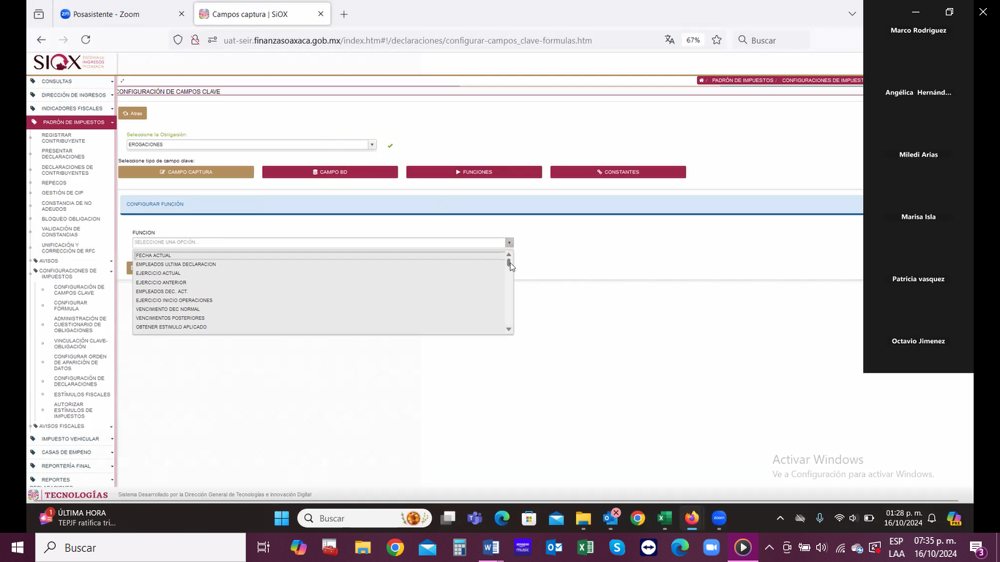 Posasistente - Zoom
Campos captura | SiOX
uat-seir.finanzasoaxaca.gob.mx/index.htm#!/declaraciones/configurar-campos_clave-formulas.htm
67%
Buscar
SIOX
SISTEMA DE
INGRESOS
DE OAXACA
CONSULTAS
DIRECCIÓN DE INGRESOS
INDICADORES FISCALES
PADRÓN DE IMPUESTOS
REGISTRAR
CONTRIBUYENTE
PRESENTAR
DECLARACIONES
DECLARACIONES DE
CONTRIBUYENTES
REPECOS
GESTIÓN DE CIP
CONSTANCIA DE NO
ADEUDOS
BLOQUEO OBLIGACION
VALIDACIÓN DE
CONSTANCIAS
UNIFICACIÓN Y
CORRECCIÓN DE RFC
AVISOS
CONFIGURACIONES DE
IMPUESTOS
CONFIGURACIÓN DE
CAMPOS CLAVE
CONFIGURAR
FÓRMULA
ADMINISTRACIÓN DE
CUESTIONARIO DE
OBLIGACIONES
VINCULACIÓN CLAVE-
OBLIGACIÓN
CONFIGURAR ORDEN
DE APARICIÓN DE
DATOS
CONFIGURACIÓN DE
DECLARACIONES
ESTÍMULOS FISCALES
AUTORIZAR
ESTÍMULOS DE
IMPUESTOS
AVISOS FISCALES
IMPUESTO VEHICULAR
CASAS DE EMPENO
REPORTERÍA FINAL
REPORTES
DECLARACIONES
/ PADRÓN DE IMPUESTOS / CONFIGURACIONES DE IMPUEST
CONFIGURACIÓN DE CAMPOS CLAVE
Atras
Seleccione la Obligación:
EROGACIONES
Seleccione tipo de campo clave:
CAMPO CAPTURA
CAMPO BD
FUNCIONES
CONSTANTES
CONFIGURAR FUNCIÓN
FUNCION
SELECCIONE UNA OPCIÓN...
FECHA ACTUAL
EMPLEADOS ULTIMA DECLARACION
EJERCICIO ACTUAL
EJERCICIO ANTERIOR
EMPLEADOS DEC. ACT.
EJERCICIO INICIO OPERACIONES
VENCIMIENTO DEC NORMAL
VENCIMIENTOS POSTERIORES
OBTENER ESTIMULO APLICADO
Marco Rodríguez
Angélica Hernánd...
Miledi Arias
Marisa Isla
Patricia vasquez
Octavio Jimenez
Activar Windows
Ve a Configuración para activar Windows.
TECNOLOGÍAS
Sistema Desarrollado por la Dirección General de Tecnologías e Innovación Digital
1
ÚLTIMA HORA
TEPJF ratifica tri...
Buscar
zoom
01:28 p. m.
16/10/2024
PRE
Buscar
amazon music
ESP
LAA
07:35 p. m.
16/10/2024
3